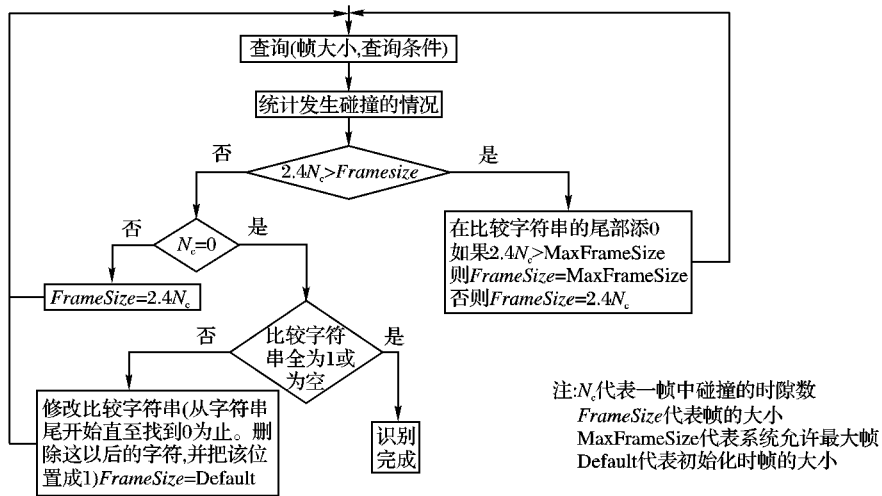 查询(帧大小,查询条件)
统计发生碰撞的情况
否
2.4Nc>Framesize
是
否
Nc=0
是
在比较字符串的尾部添0
如果2.4Nc>MaxFrameSize
则FrameSize=MaxFrameSize
否则FrameSize=2.4Nc
FrameSize=2.4Nc
否
比较字符
串全为1或
为空
是
修改比较字符串(从字符串
尾开始直至找到0为止。删
除这以后的字符,并把该位
置成1)FrameSize=Default
识别
完成
注:Nc代表一帧中碰撞的时隙数
FrameSize代表帧的大小
MaxFrameSize代表系统允许最大帧
Default代表初始化时帧的大小